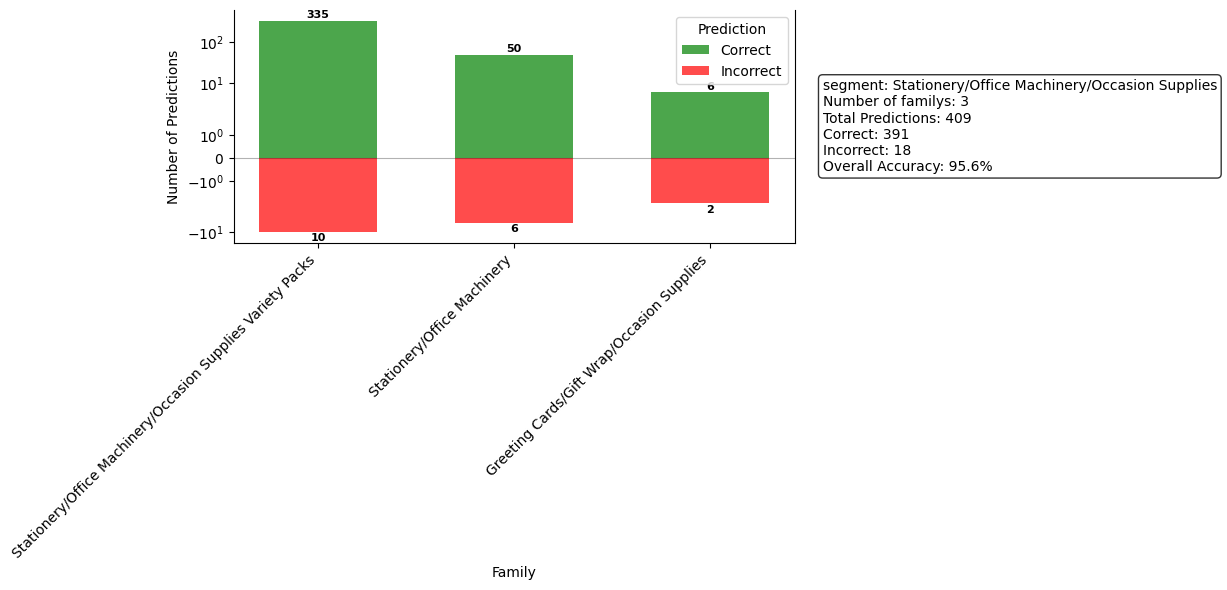 335
50
6
10²
10¹
10⁰
0
−10⁰
−10¹
10
6
2
Number of Predictions
Prediction
Correct
Incorrect
segment: Stationery/Office Machinery/Occasion Supplies
Number of familys: 3
Total Predictions: 409
Correct: 391
Incorrect: 18
Overall Accuracy: 95.6%
Stationery/Office Machinery/Occasion Supplies Variety Packs
Stationery/Office Machinery
Greeting Cards/Gift Wrap/Occasion Supplies
Family